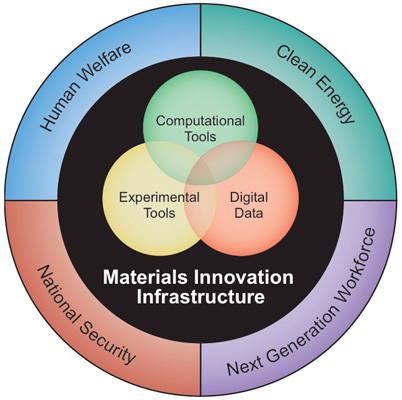 Human Welfare
Clean Energy
Computational
Tools
Experimental
Tools
Digital
Data
Materials Innovation
Infrastructure
National Security
Next Generation Workforce